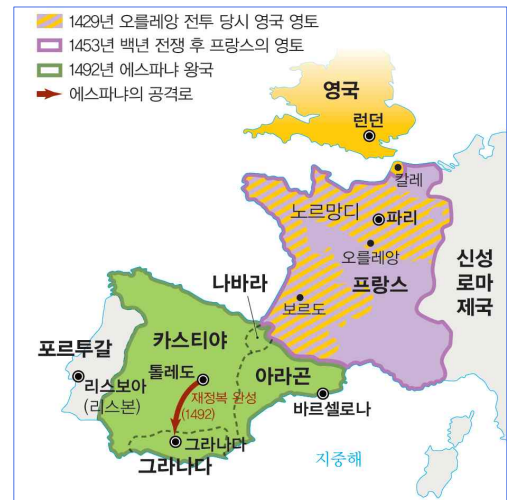 1429년 오를레앙 전투 당시 영국 영토
1453년 백년 전쟁 후 프랑스의 영토
1492년 에스파냐 왕국
에스파냐의 공격로
영국
런던
칼레
노르망디
파리
오를레앙
신성
로마
제국
나바라
보르도
프랑스
카스티야
포르투갈
톨레도
아라곤
리스보아
(리스본)
재정복 완성
(1492)
바르셀로나
그라나다
그라나다
지중해